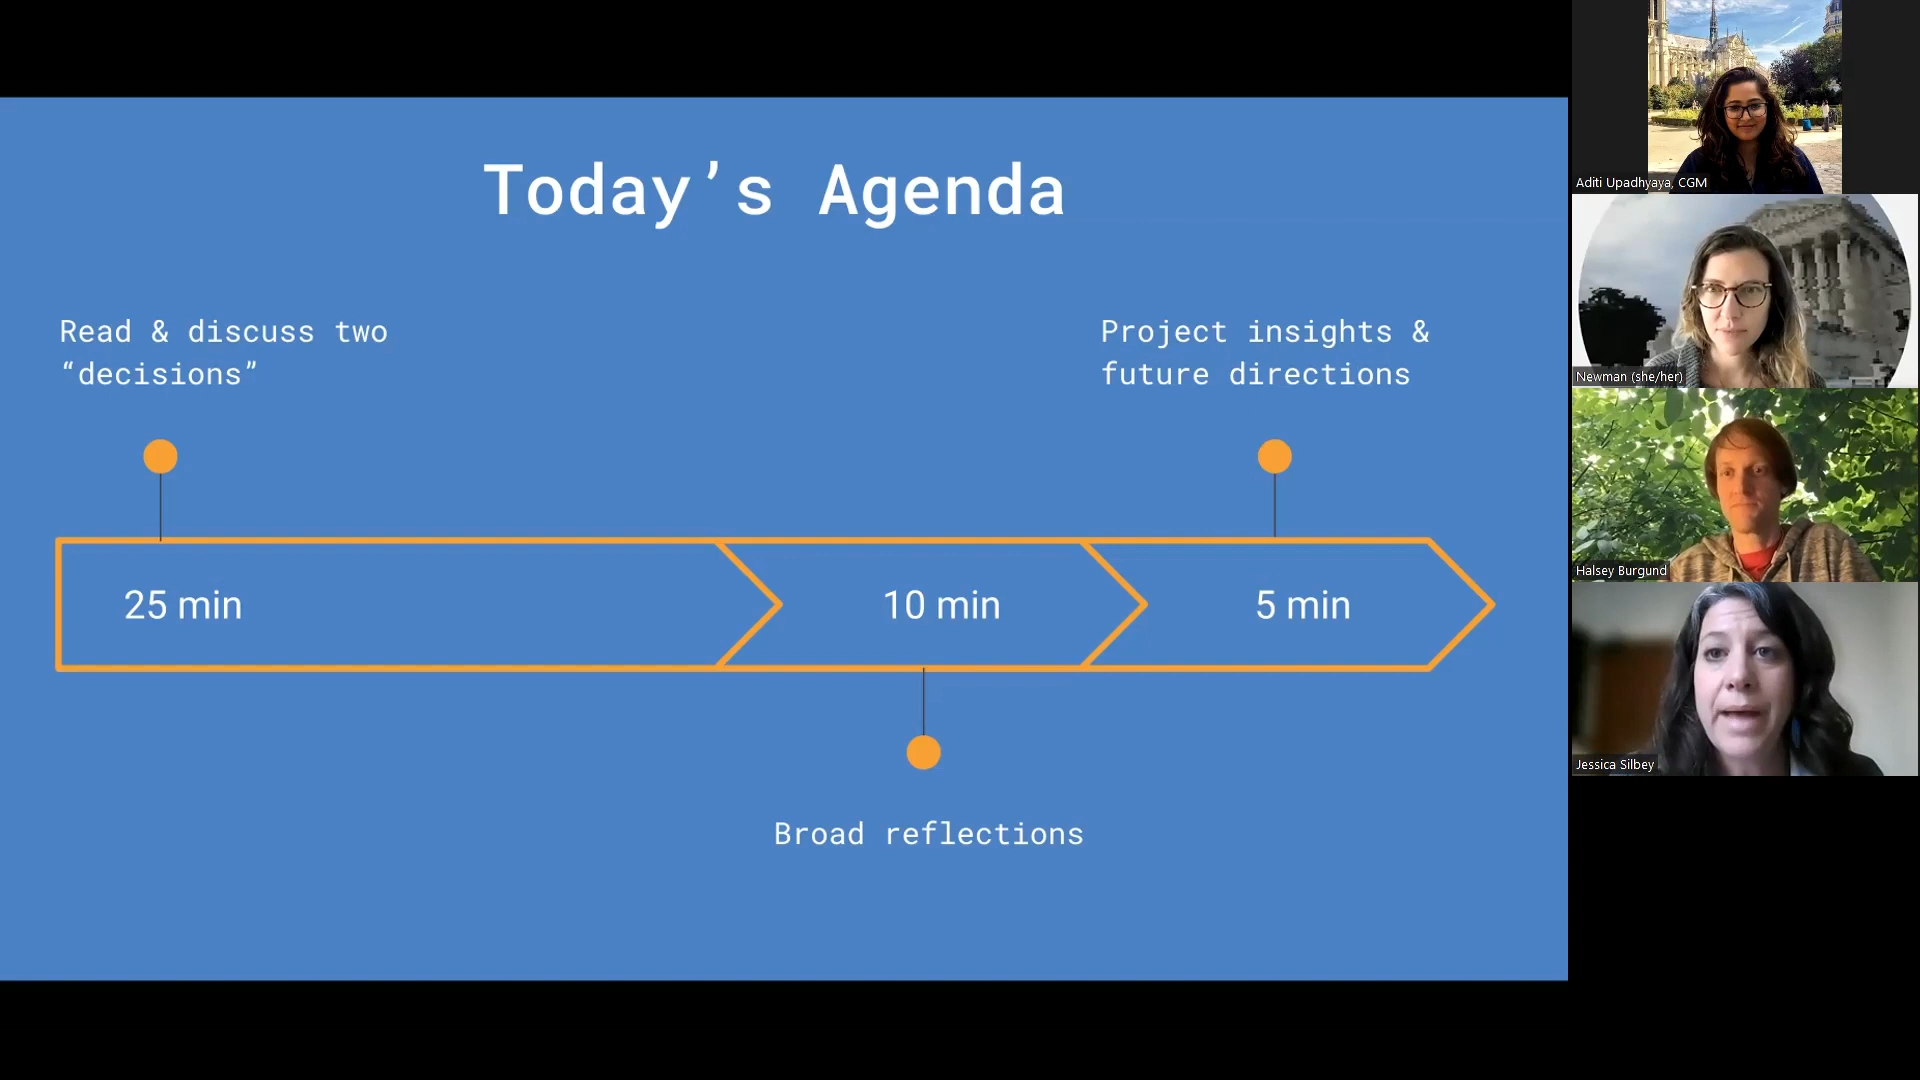 Today’s Agenda
Read & discuss two
“decisions”
Project insights &
future directions
25 min
10 min
5 min
Broad reflections
Aditi Upadhyaya, CGM
Newman (she/her)
Halsey Burgund
Jessica Silbey